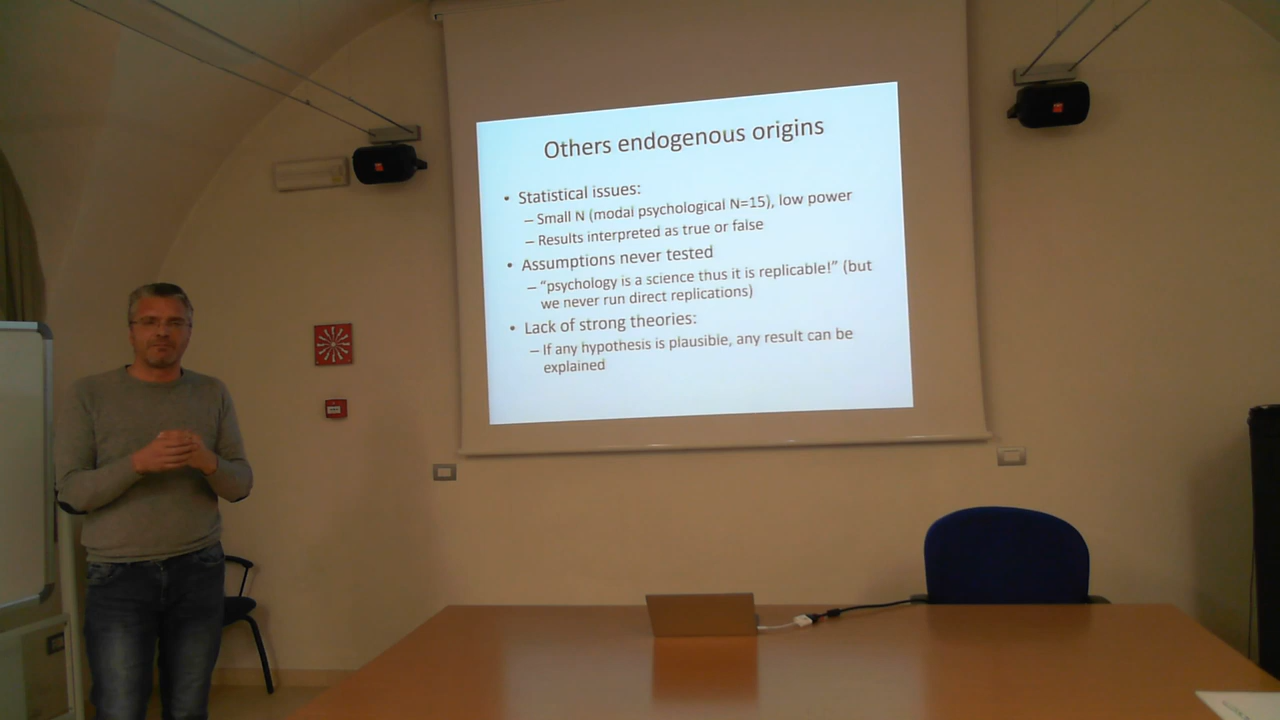 Others endogenous origins
• Statistical issues:
– Small N (modal psychological N=15), low power
– Results interpreted as true or false
• Assumptions never tested
– “psychology is a science thus it is replicable!” (but
we never run direct replications)
• Lack of strong theories:
– If any hypothesis is plausible, any result can be
explained